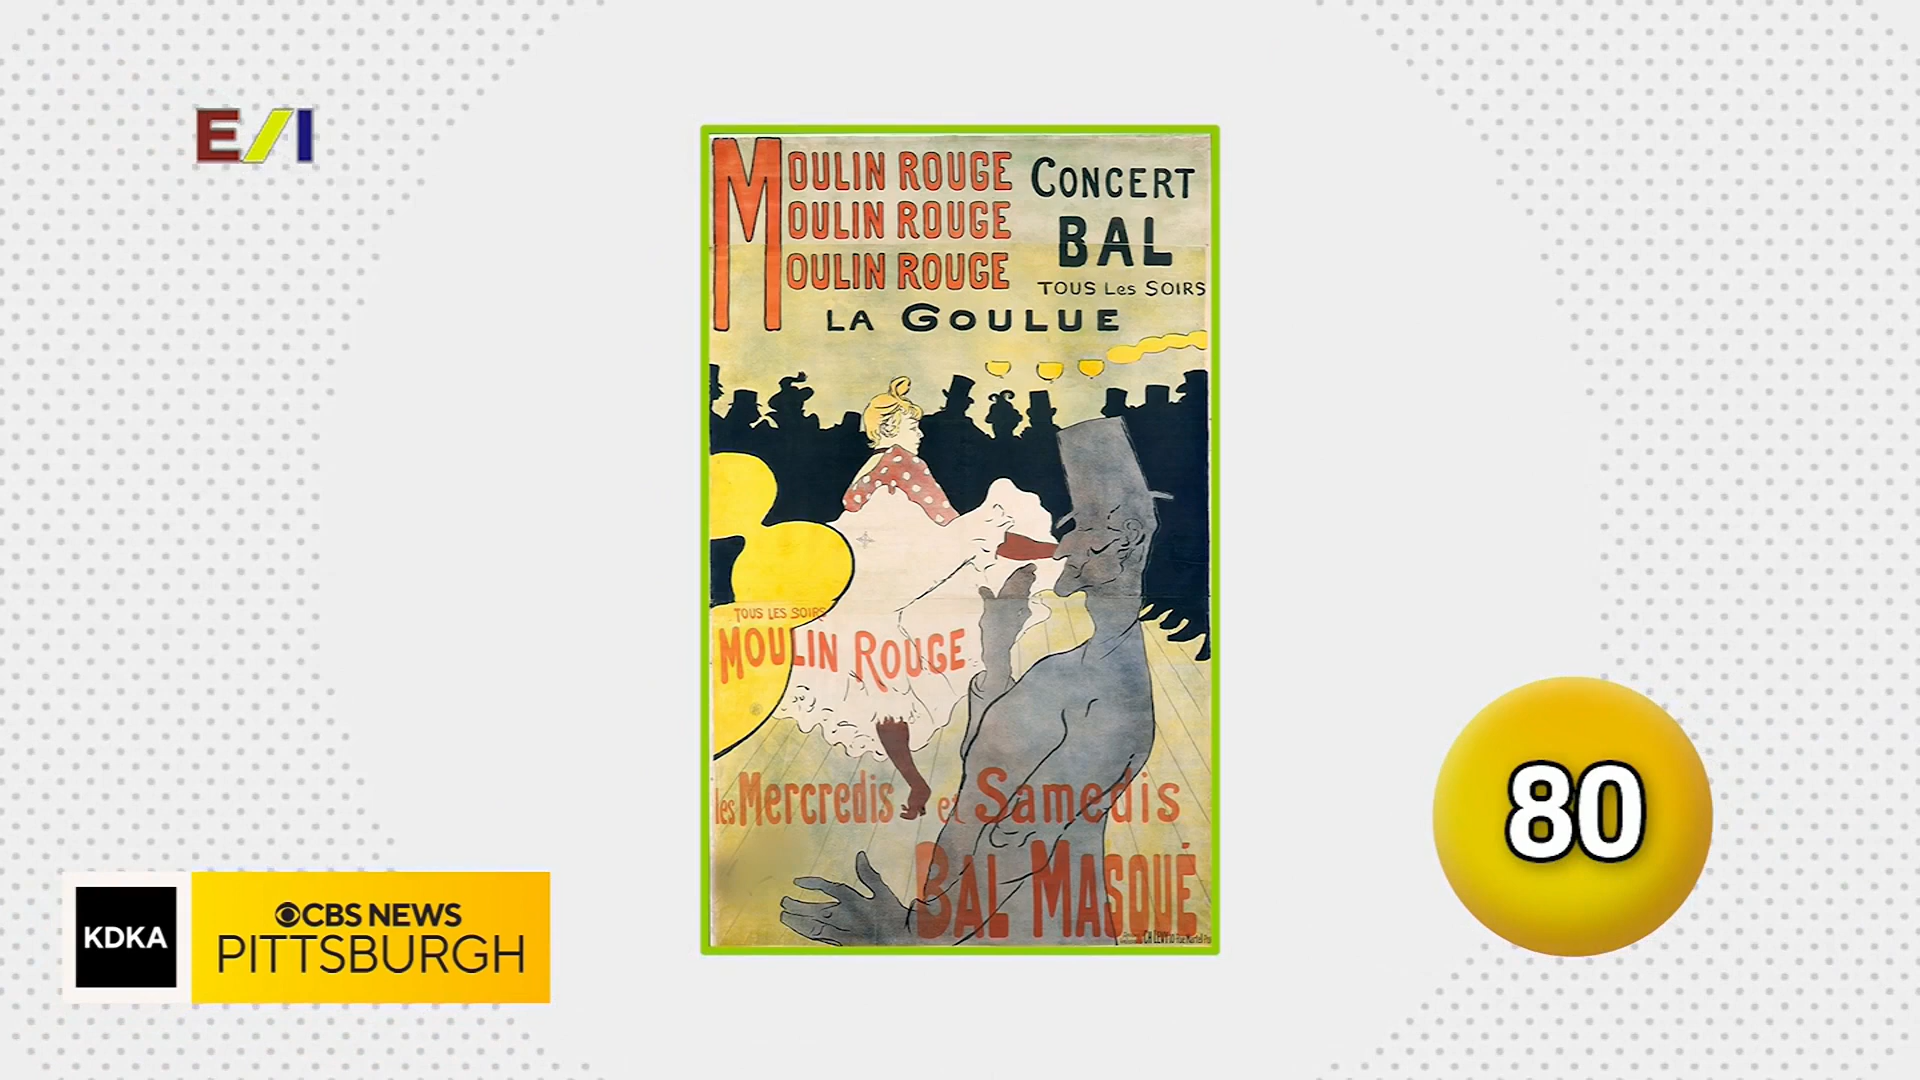 E/I
MOULIN ROUGE
MOULIN ROUGE
MOULIN ROUGE
CONCERT
BAL
TOUS Les SOIRS
LA GOULUE
TOUS LES SOIRS
MOULIN ROUGE
les Mercredis et Samedis
BAL MASQUÉ
80
KDKA
CBS NEWS
PITTSBURGH